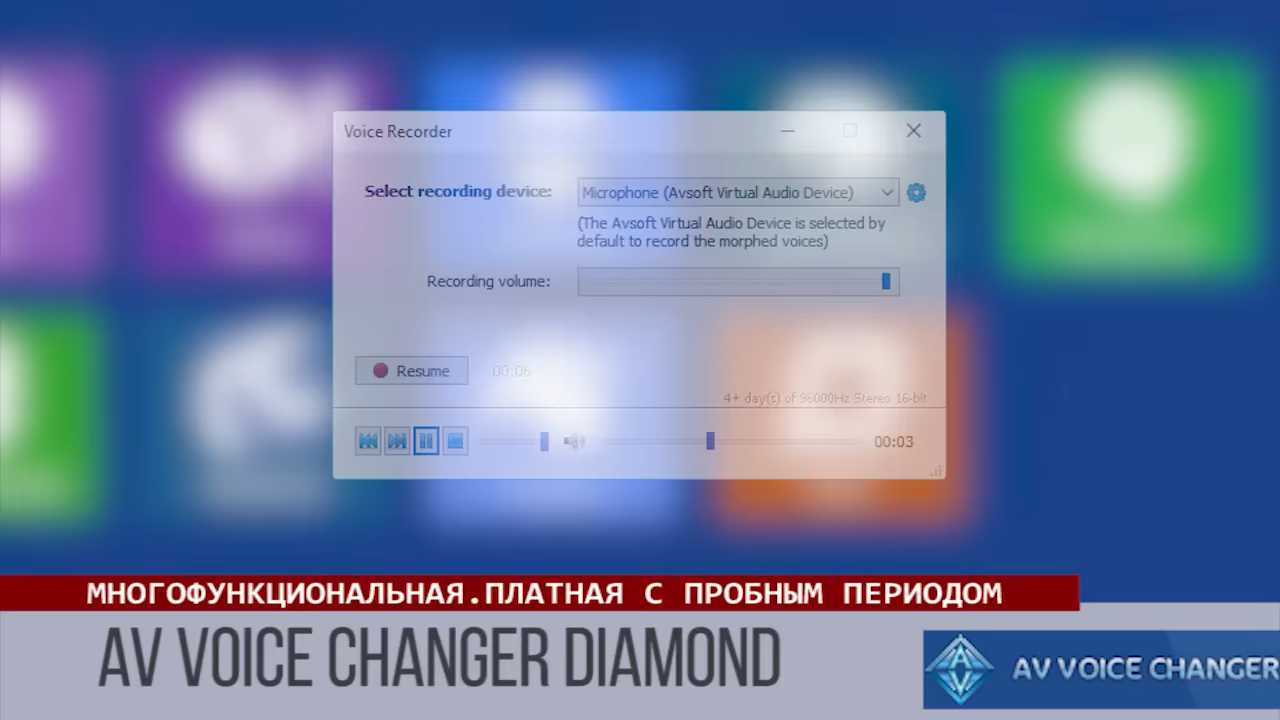 Voice Recorder
Select recording device:
Microphone (Avsoft Virtual Audio Device)
(The Avsoft Virtual Audio Device is selected by
default to record the morphed voices)
Recording volume:
Resume
00:06
4+ day(s) of 96000Hz Stereo 16-bit
00:03
МНОГОФУНКЦИОНАЛЬНАЯ.ПЛАТНАЯ С ПРОБНЫМ ПЕРИОДОМ
AV VOICE CHANGER DIAMOND
AV VOICE CHANGER